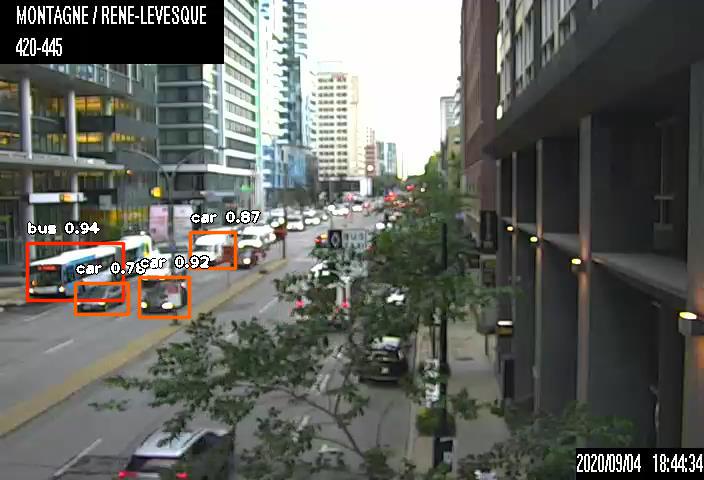 MONTAGNE / RENE-LEVESQUE
420-445
car 0.87
bus 0.94
car 0.78
car 0.92
2020/09/04 18:44:34